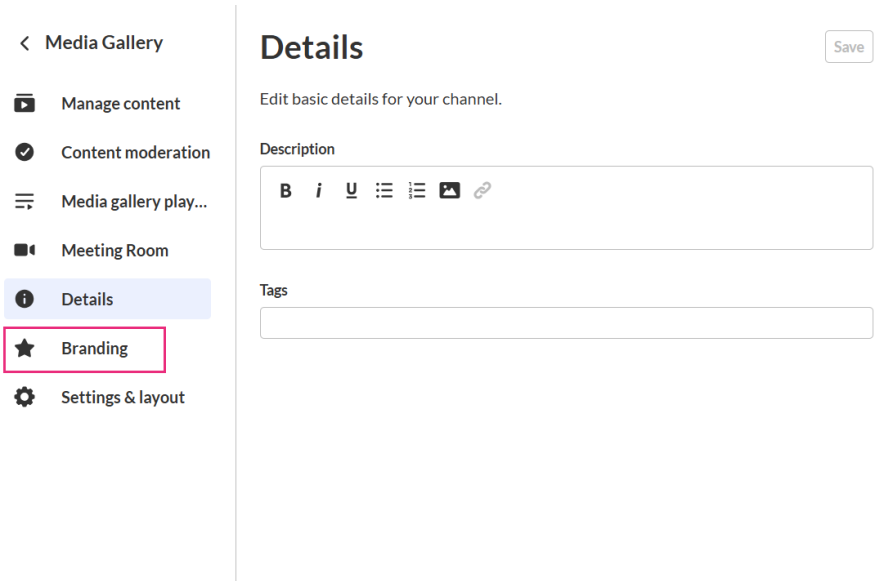 Media Gallery
Manage content
Content moderation
Media gallery play...
Meeting Room
Details
Branding
Settings & layout
Details
Save
Edit basic details for your channel.
Description
B i U
Tags